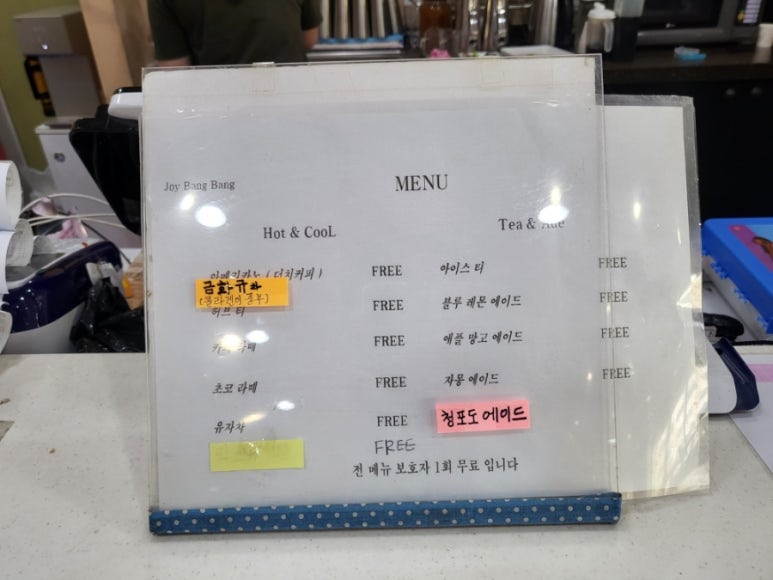 Joy Bang Bang
MENU
Hot & CooL
Tea & Ade
아메리카노 (더치커피) FREE
아이스 티 FREE
금화규차
(콜라겐이 풍부)
허브 티 FREE
블루 레몬 에이드 FREE
라떼 FREE
애플 망고 에이드 FREE
초코 라떼 FREE
자몽 에이드 FREE
유자차 FREE
청포도 에이드
FREE
전 메뉴 보호자 1회 무료 입니다